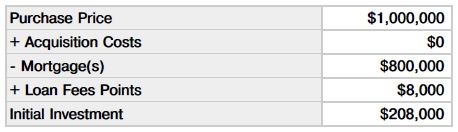 Purchase Price $1,000,000
+ Acquisition Costs $0
- Mortgage(s) $800,000
+ Loan Fees Points $8,000
Initial Investment $208,000